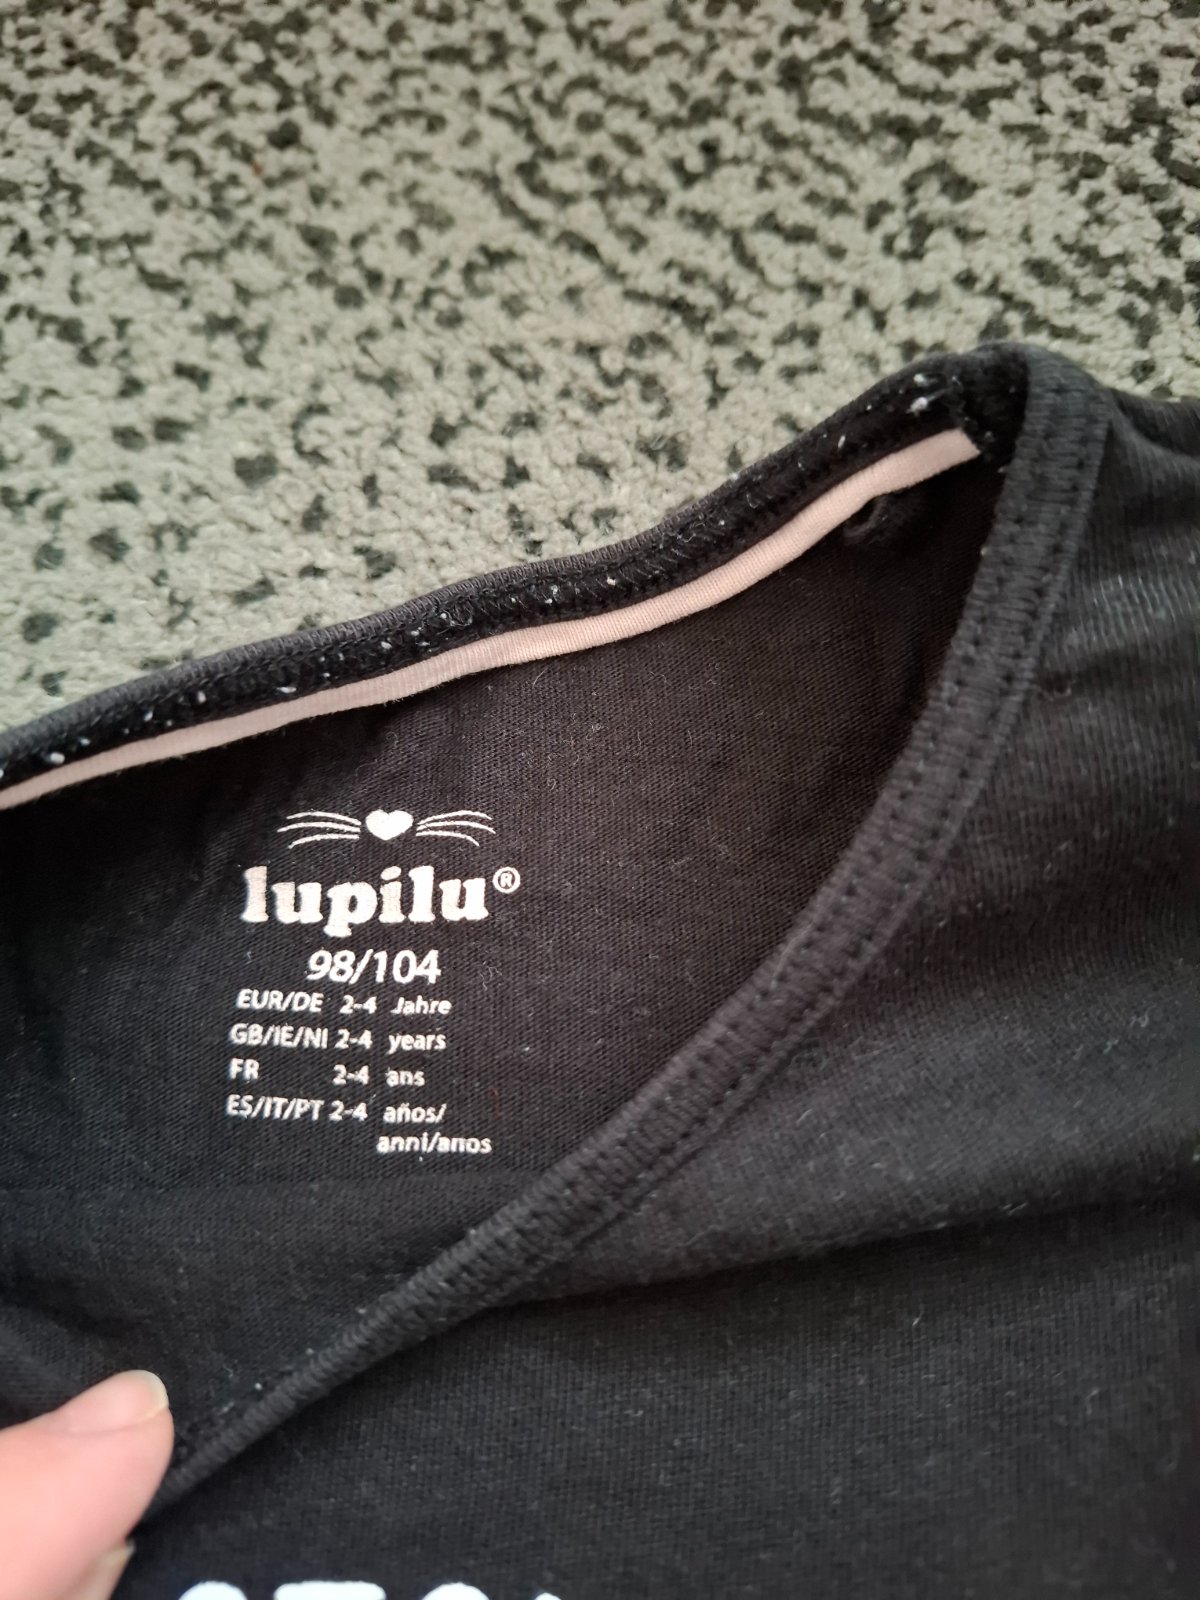 lupilu®
98/104
EUR/DE 2-4 Jahre
GB/IE/NI 2-4 years
FR 2-4 ans
ES/IT/PT 2-4 años/
anni/anos